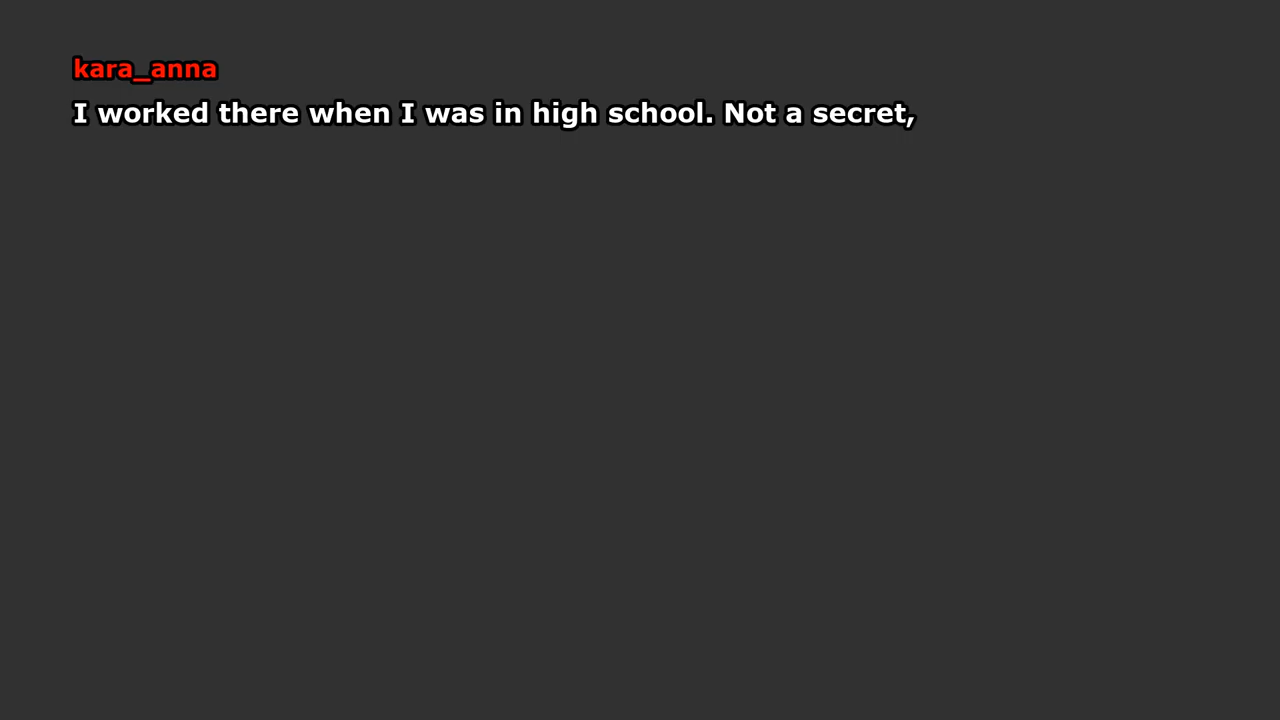 kara_anna
I worked there when I was in high school. Not a secret,